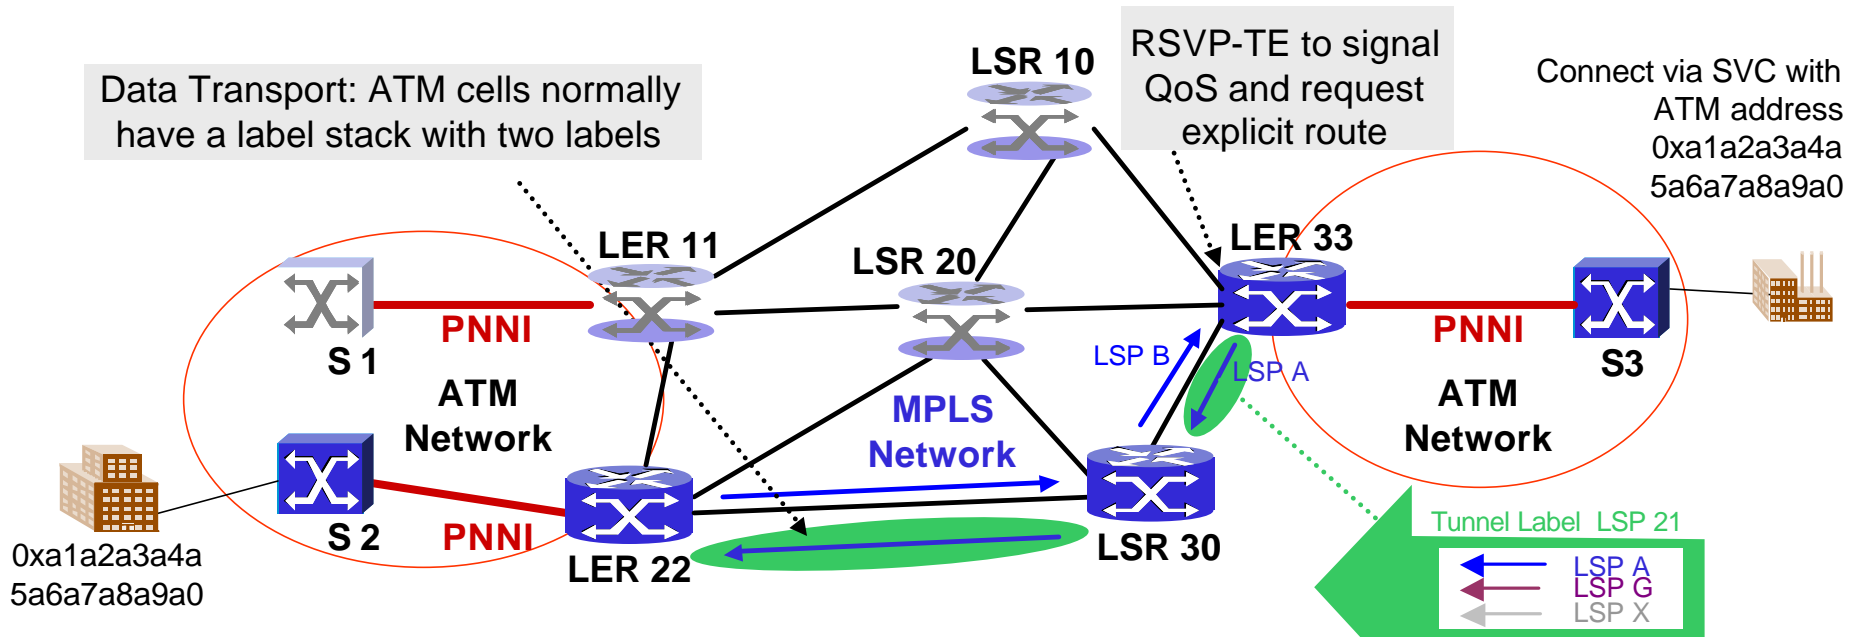 LSR 10
RSVP-TE to signal
QoS and request
explicit route
Data Transport: ATM cells normally
have a label stack with two labels
Connect via SVC with
ATM address
0xa1a2a3a4a
5a6a7a8a9a0
LER 11
LSR 20
LER 33
PNNI
S 1
PNNI
S3
LSP B
LSP A
ATM
Network
MPLS
Network
ATM
Network
S 2
PNNI
LER 22
LSR 30
0xa1a2a3a4a
5a6a7a8a9a0
Tunnel Label LSP 21
LSP A
LSP G
LSP X